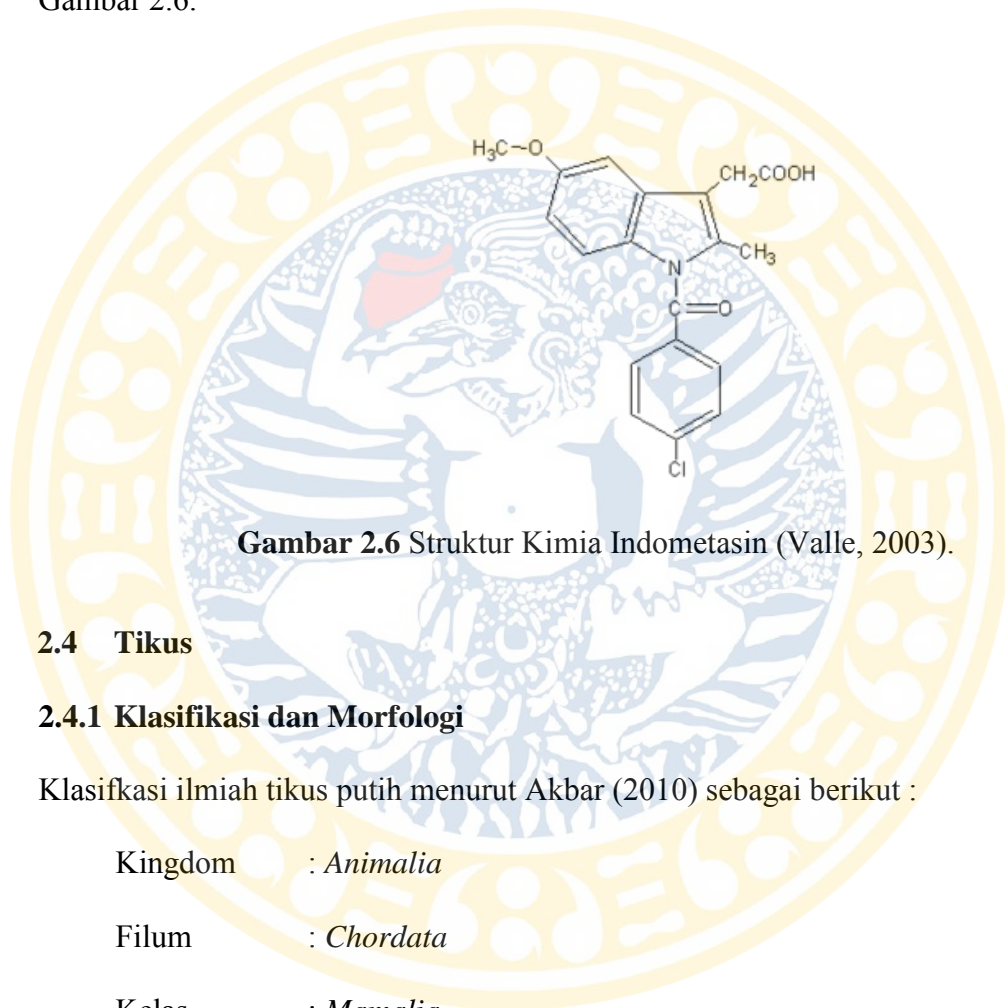 Gambar 2.6.
H₃C-O
CH₂COOH
CH₃
N
C=O
Cl
Gambar 2.6 Struktur Kimia Indometasin (Valle, 2003).
2.4 Tikus
2.4.1 Klasifikasi dan Morfologi
Klasifkasi ilmiah tikus putih menurut Akbar (2010) sebagai berikut :
Kingdom : Animalia
Filum : Chordata
Kelas : Mamalia